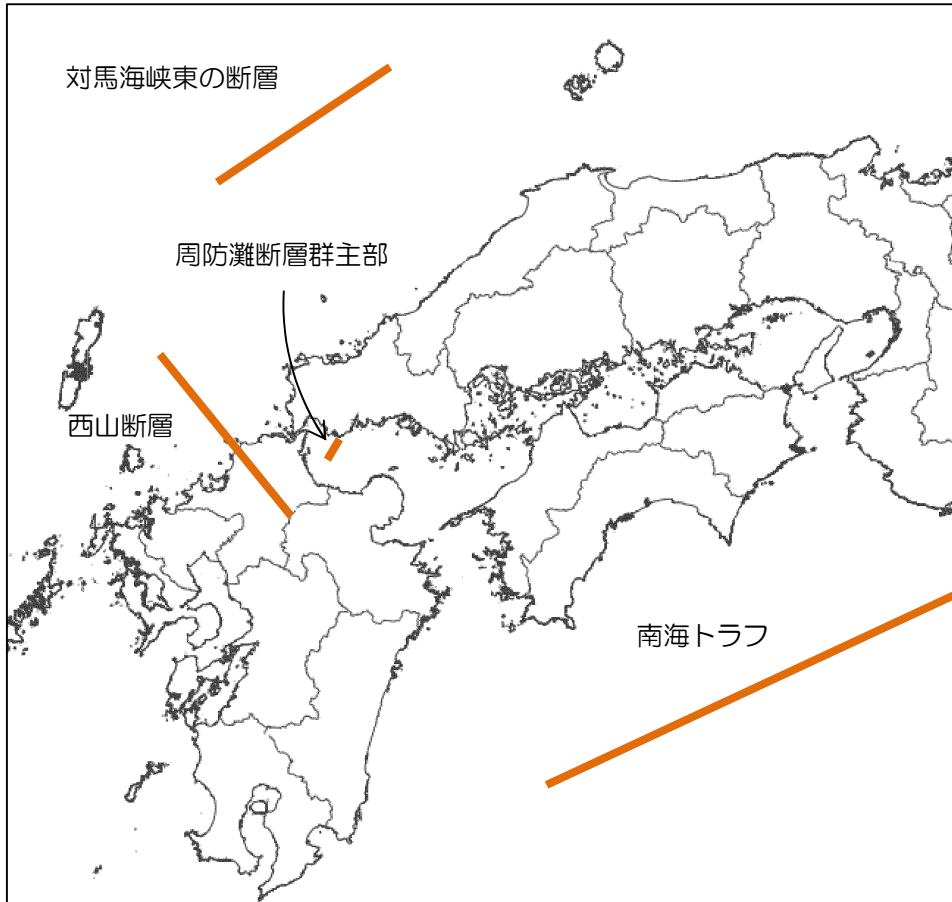 対馬海峡東の断層
周防灘断層群主部
西山断層
南海トラフ